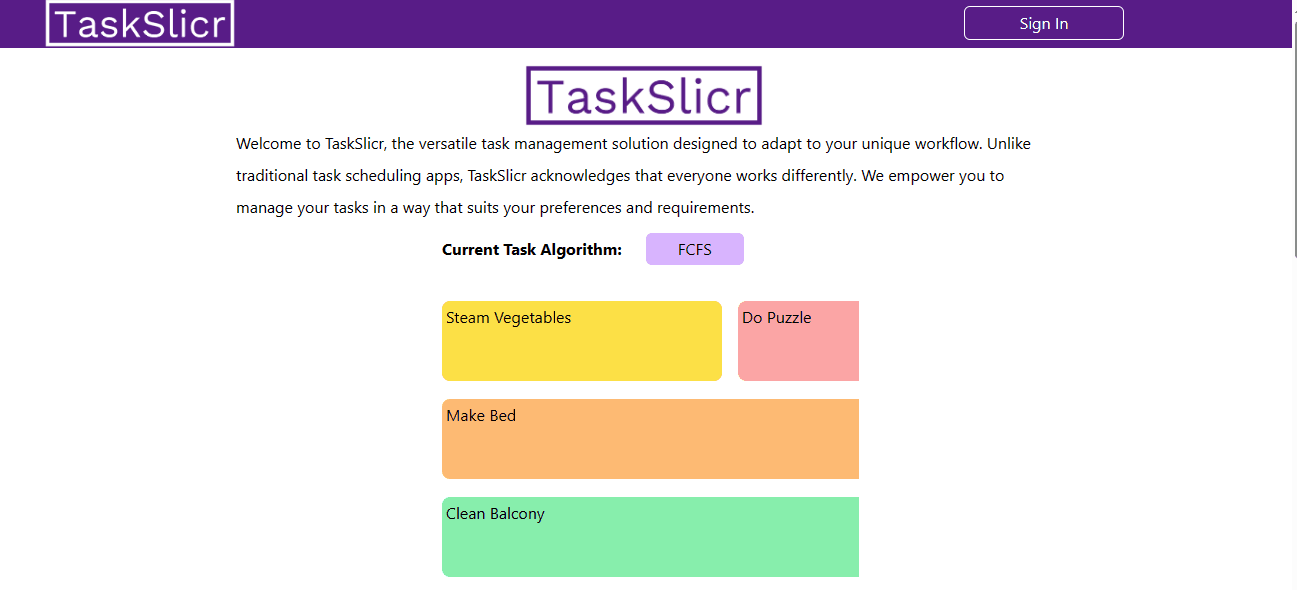 TaskSlicr
Sign In
TaskSlicr
Welcome to TaskSlicr, the versatile task management solution designed to adapt to your unique workflow. Unlike
traditional task scheduling apps, TaskSlicr acknowledges that everyone works differently. We empower you to
manage your tasks in a way that suits your preferences and requirements.
Current Task Algorithm: FCFS
Steam Vegetables
Do Puzzle
Make Bed
Clean Balcony